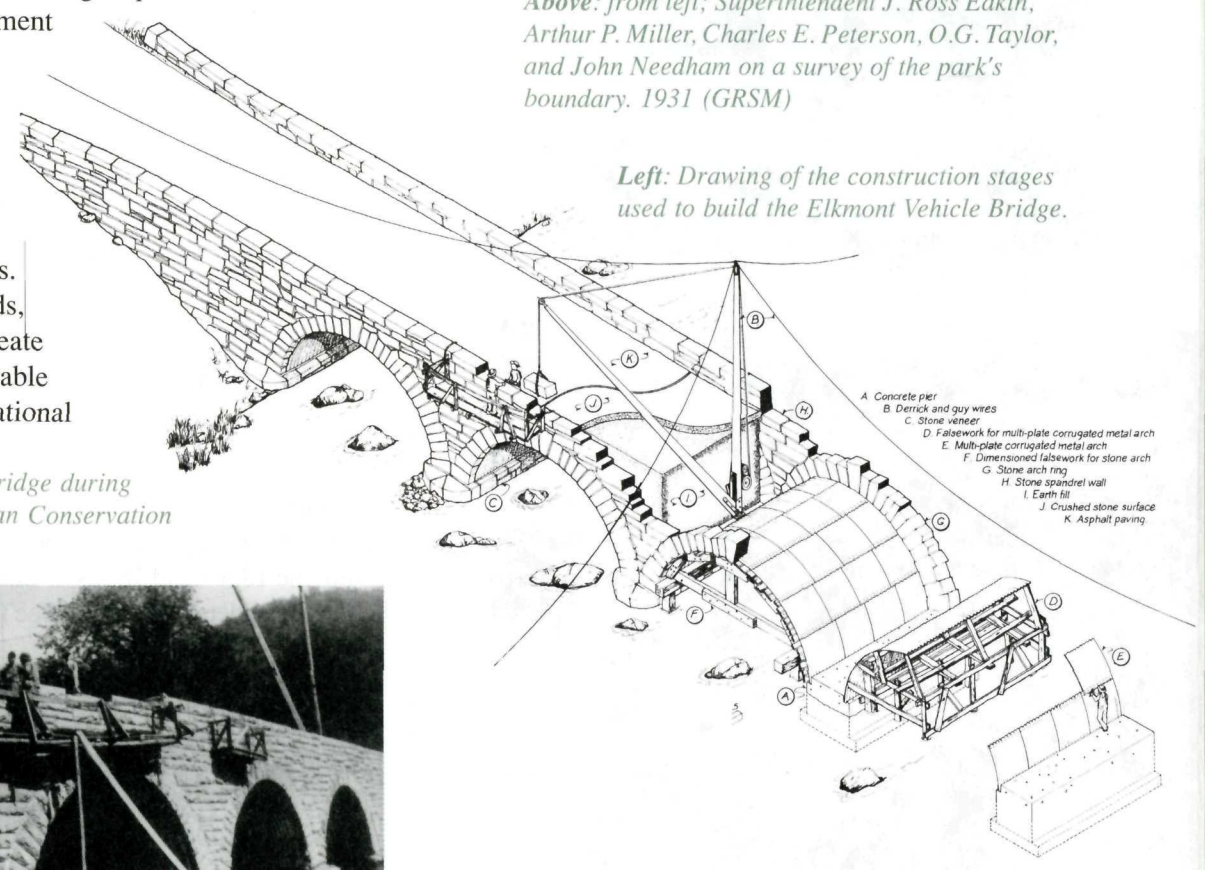 ment
s.
ds,
eate
able
ational
ridge during
an Conservation
Above: from left; Superintendent J. Ross Eakin,
Arthur P. Miller, Charles E. Peterson, O.G. Taylor,
and John Needham on a survey of the park's
boundary. 1931 (GRSM)
Left: Drawing of the construction stages
used to build the Elkmont Vehicle Bridge.
A. Concrete pier
B. Derrick and guy wires
C. Stone veneer
D. Falsework for multi-plate corrugated metal arch
E. Multi-plate corrugated metal arch
F. Dimensioned falsework for stone arch
G. Stone arch ring
H. Stone spandrel wall
I. Earth fill
J. Crushed stone surface
K. Asphalt paving
B
K
J
H
I
C
G
F
D
E
A